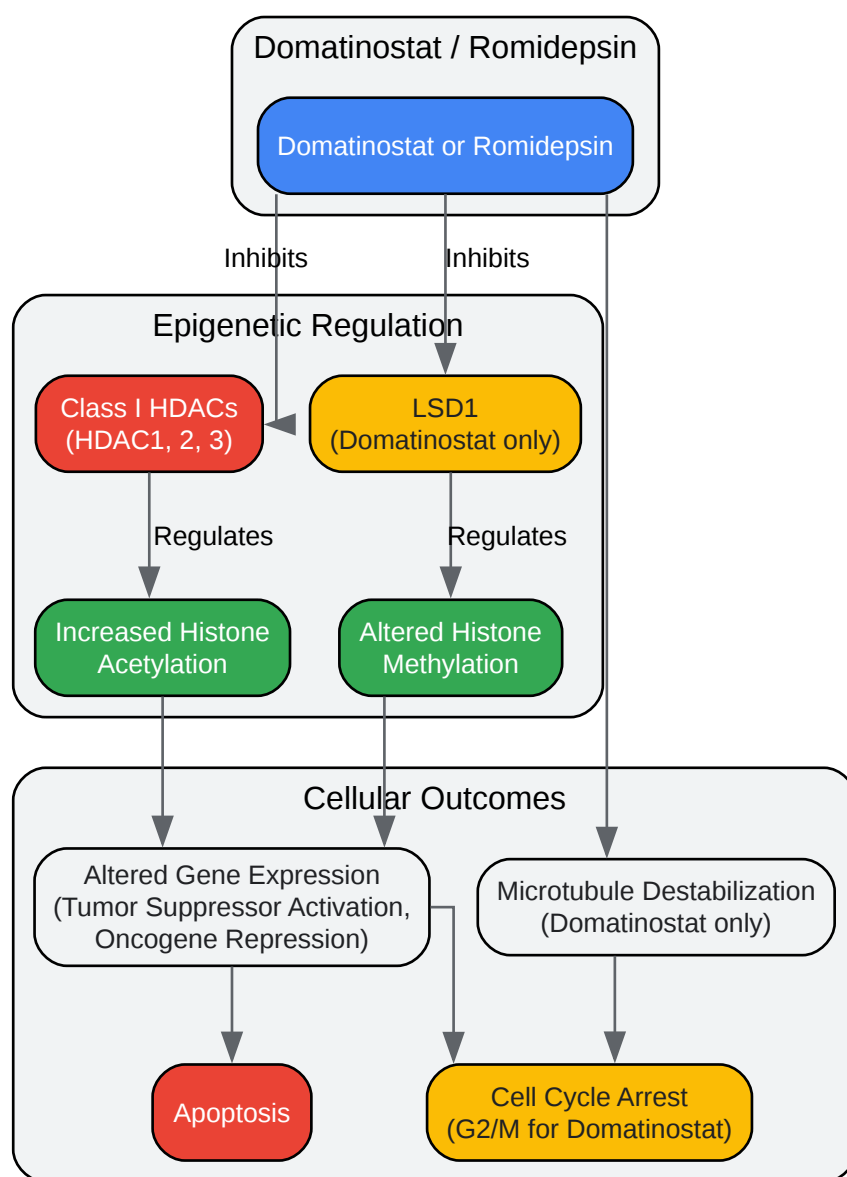 Domatinostat / Romidepsin
Domatinostat or Romidepsin
Inhibits
Inhibits
Epigenetic Regulation
Class I HDACs
(HDAC1, 2, 3)
LSD1
(Domatinostat only)
Regulates
Regulates
Increased Histone
Acetylation
Altered Histone
Methylation
Cellular Outcomes
Altered Gene Expression
(Tumor Suppressor Activation,
Oncogene Repression)
Microtubule Destabilization
(Domatinostat only)
Apoptosis
Cell Cycle Arrest
(G2/M for Domatinostat)